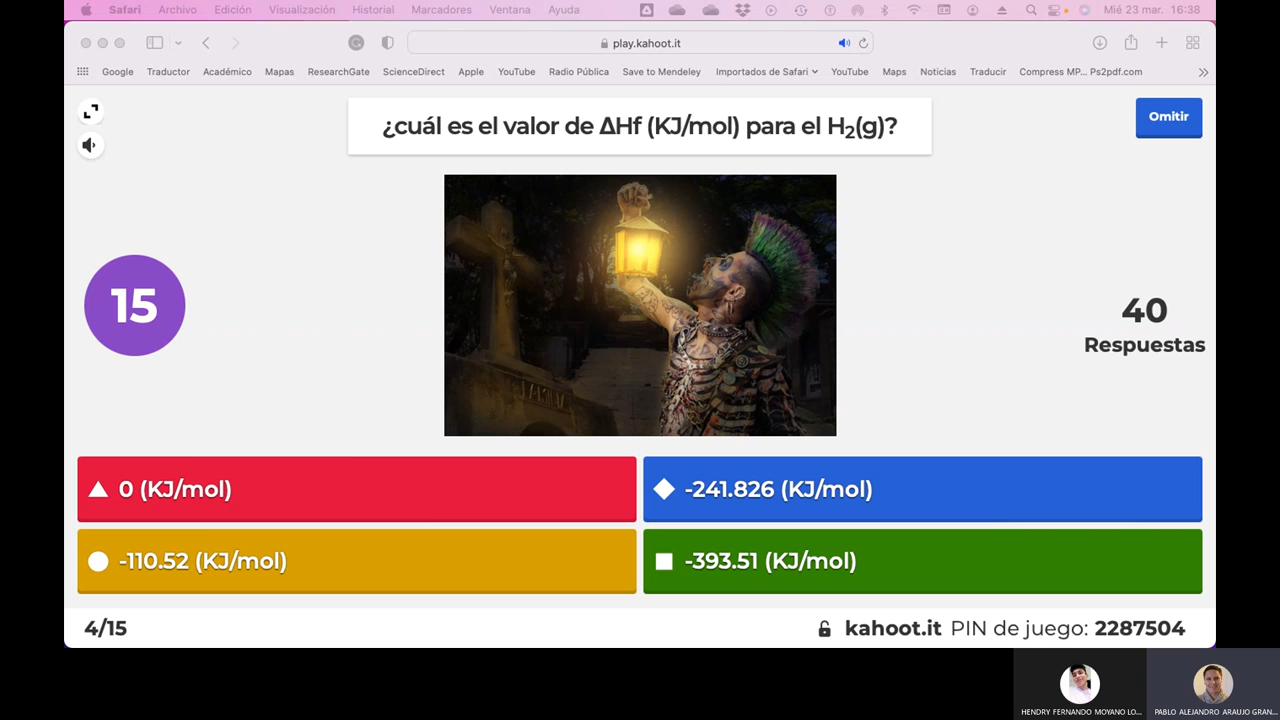 Safari Archivo Edición Visualización Historial Marcadores Ventana Ayuda Mié 23 mar. 16:38
play.kahoot.it
Google Traductor Académico Mapas ResearchGate ScienceDirect Apple YouTube Radio Pública Save to Mendeley Importados de Safari YouTube Maps Noticias Traducir Compress MP... Ps2pdf.com
¿cuál es el valor de ΔHf (KJ/mol) para el H₂(g)?
Omitir
15
40
Respuestas
0 (KJ/mol)
-241.826 (KJ/mol)
-110.52 (KJ/mol)
-393.51 (KJ/mol)
4/15
kahoot.it PIN de juego: 2287504
HENDRY FERNANDO MOYANO LO...
PABLO ALEJANDRO ARAUJO GRAN...